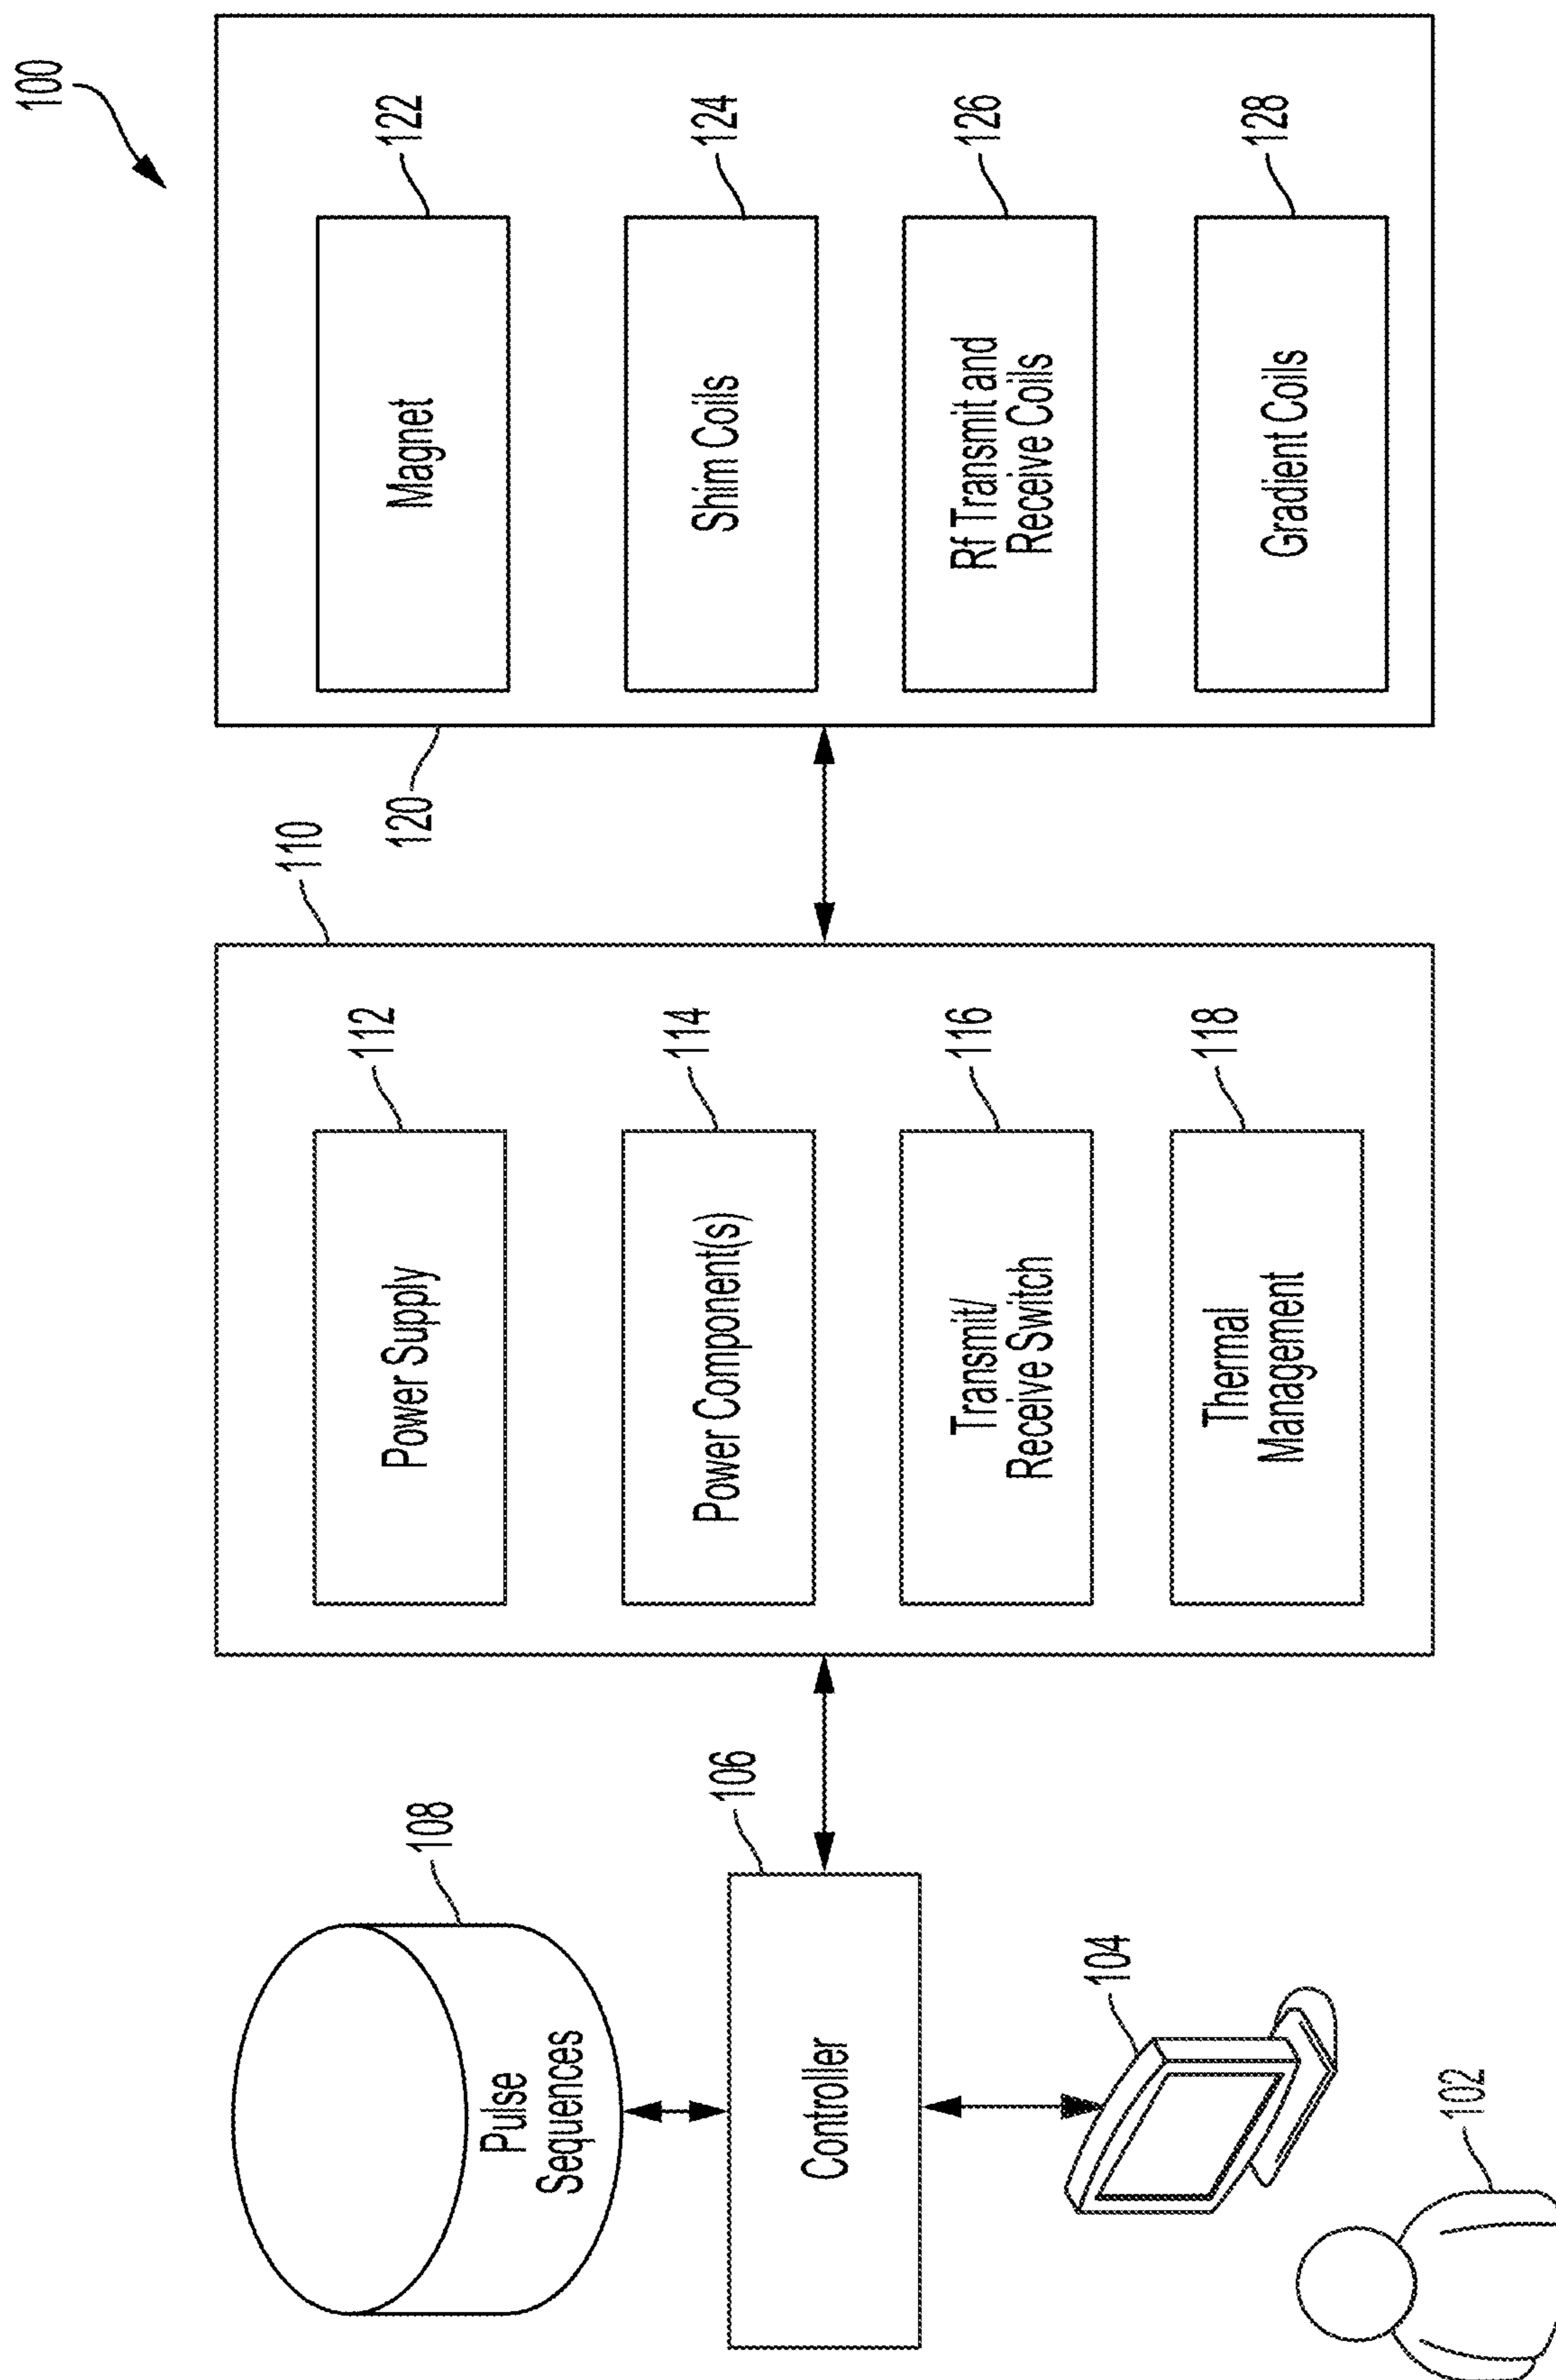 100
108
Pulse
Sequences
106
Controller
104
102
110
112
Power Supply
114
Power Component(s)
116
Transmit/
Receive Switch
118
Thermal
Management
120
122
Magnet
124
Shim Coils
126
Rf Transmit and
Receive Coils
128
Gradient Coils